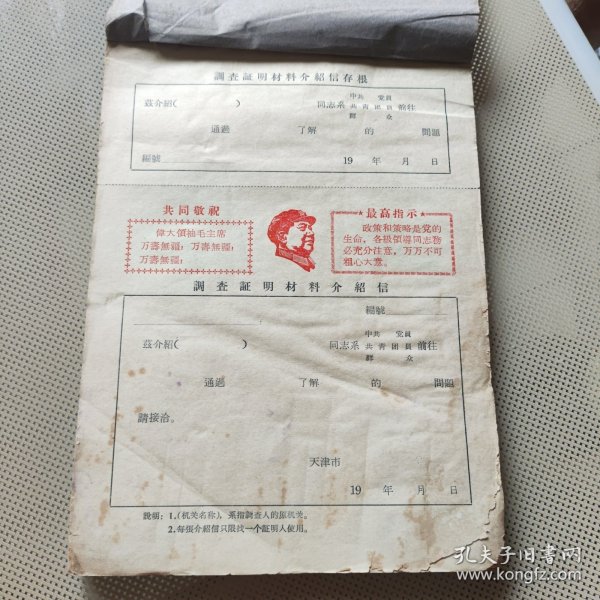 調查証明材料介紹信存根
茲介紹( ) 同志系 中共党員 共青团員 群众 前往
通过 了解 的 問題
編號
19 年 月 日
共同敬祝
偉大領袖毛主席
万壽無疆！万壽無疆！
万壽無疆！
★最高指示★
政策和策略是党的
生命，各級領導同志務
必充分注意，万万不可
粗心大意。
調查証明材料介紹信
編號
茲介紹( ) 同志系 中共党員 共青团員 群众 前往
通过 了解 的 問題
請接洽。
天津市
19 年 月 日
說明：1.(机关名称)，系指調查人的原机关。
2.每張介紹信只限找一个証明人使用。
孔夫子旧書网
www.kongfz.com